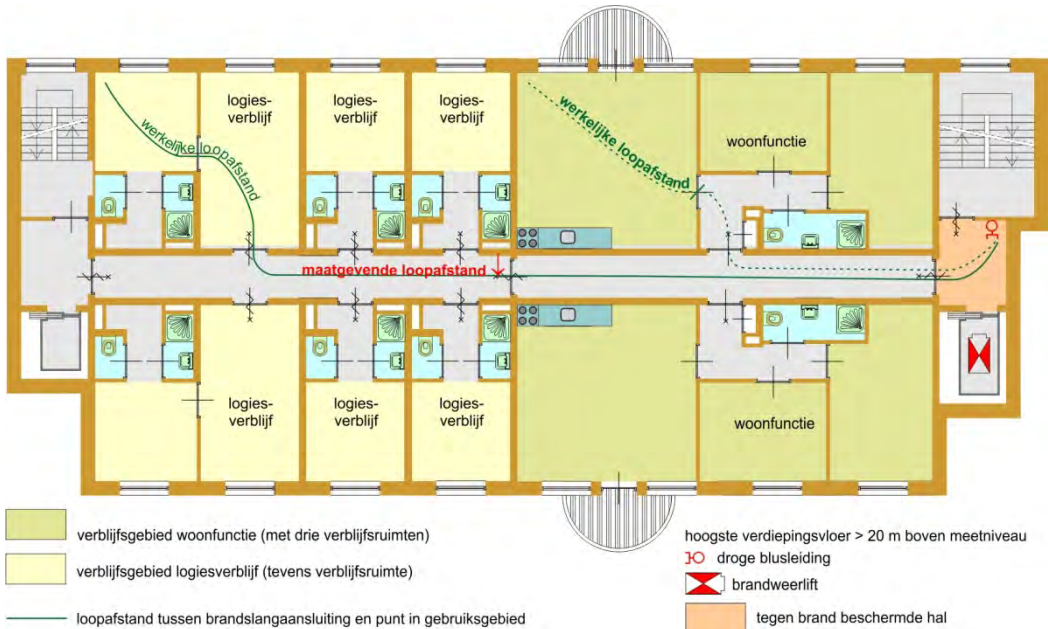 logies-
verblijf
logies-
verblijf
logies-
verblijf
werkelijke loopafstand
werkelijke loopafstand
woonfunctie
maatgevende loopafstand
logies-
verblijf
logies-
verblijf
logies-
verblijf
woonfunctie
verblijfsgebied woonfunctie (met drie verblijfsruimten)
verblijfsgebied logiesverblijf (tevens verblijfsruimte)
loopafstand tussen brandslangaansluiting en punt in gebruiksgebied
hoogste verdiepingsvloer > 20 m boven meetniveau
droge blusleiding
brandweerlift
tegen brand beschermde hal